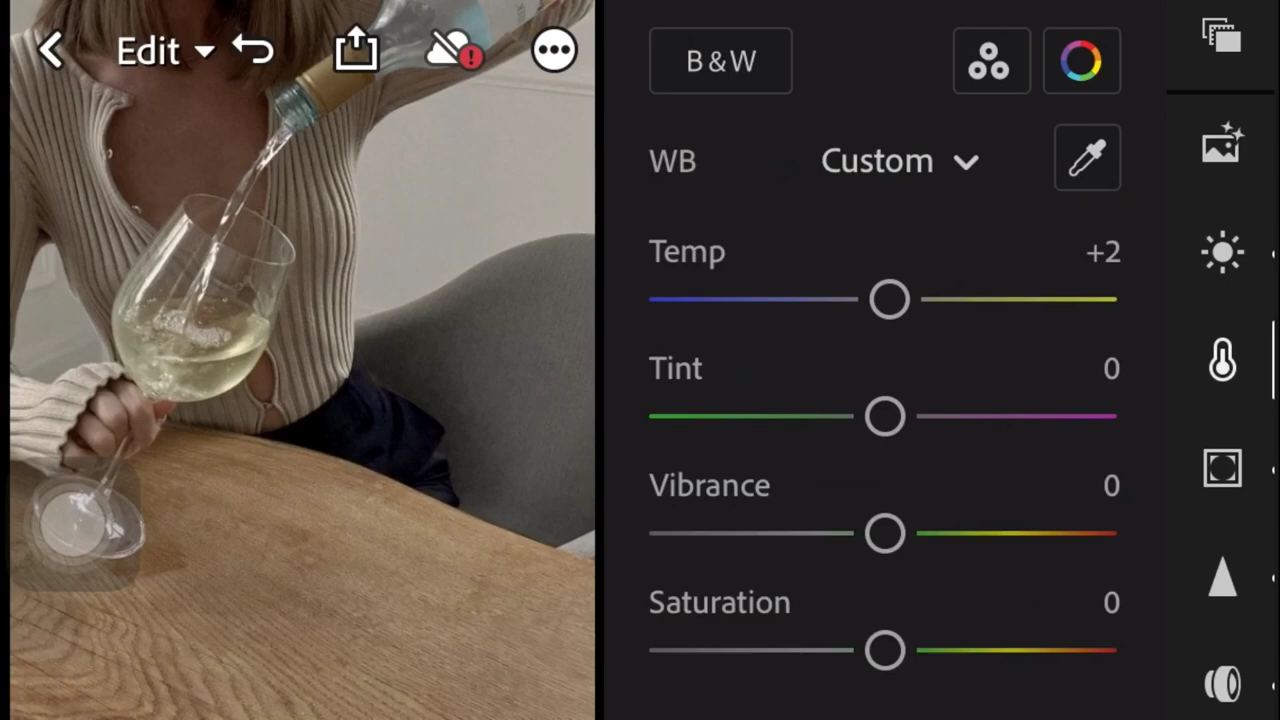 Edit
B&W
WB Custom
Temp +2
Tint 0
Vibrance 0
Saturation 0